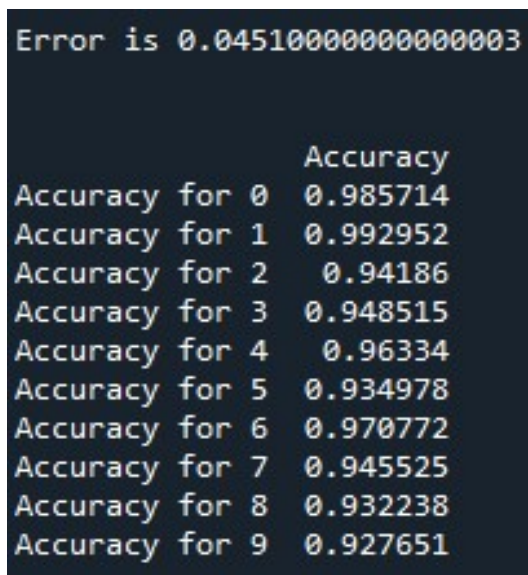 Error is 0.04510000000000003
Accuracy
Accuracy for 0 0.985714
Accuracy for 1 0.992952
Accuracy for 2 0.94186
Accuracy for 3 0.948515
Accuracy for 4 0.96334
Accuracy for 5 0.934978
Accuracy for 6 0.970772
Accuracy for 7 0.945525
Accuracy for 8 0.932238
Accuracy for 9 0.927651